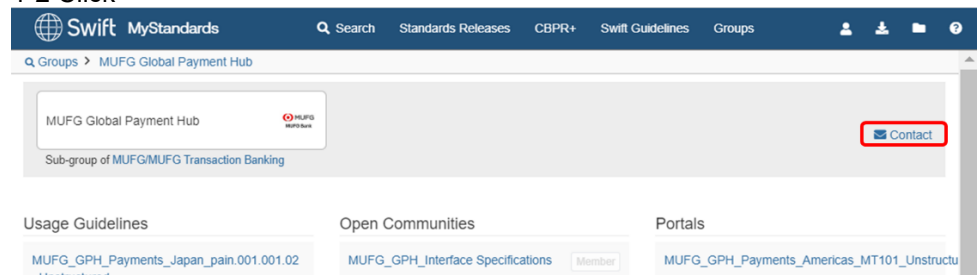 Swift MyStandards Search Standards Releases CBPR+ Swift Guidelines Groups
Groups > MUFG Global Payment Hub
MUFG Global Payment Hub
MUFG
MUFG Bank
Contact
Sub-group of MUFG/MUFG Transaction Banking
Usage Guidelines Open Communities Portals
MUFG_GPH_Payments_Japan_pain.001.001.02 MUFG_GPH_Interface Specifications Member MUFG_GPH_Payments_Americas_MT101_Unstructu